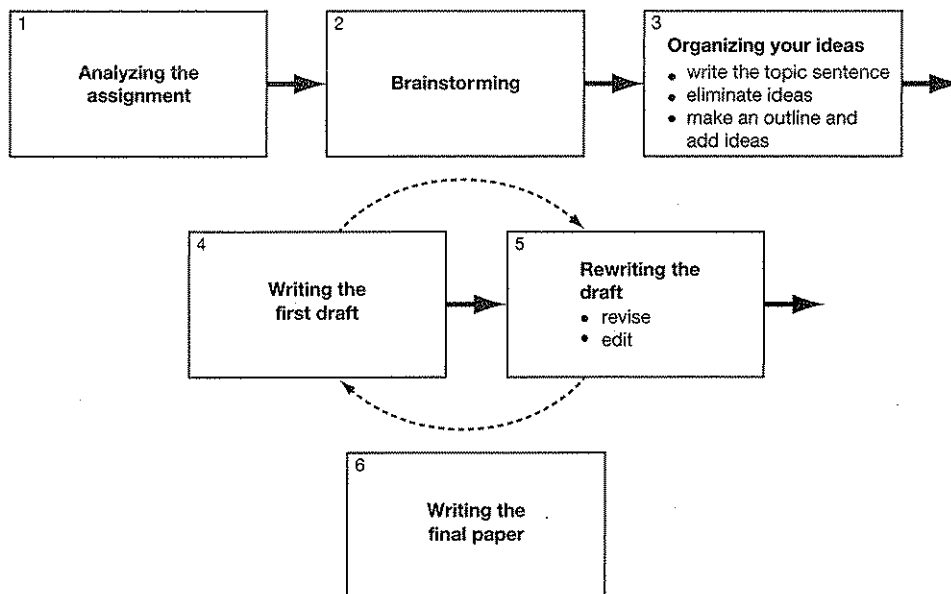 1
Analyzing the
assignment
2
Brainstorming
3
Organizing your ideas
• write the topic sentence
• eliminate ideas
• make an outline and
add ideas
4
Writing the
first draft
5
Rewriting the
draft
• revise
• edit
6
Writing the
final paper